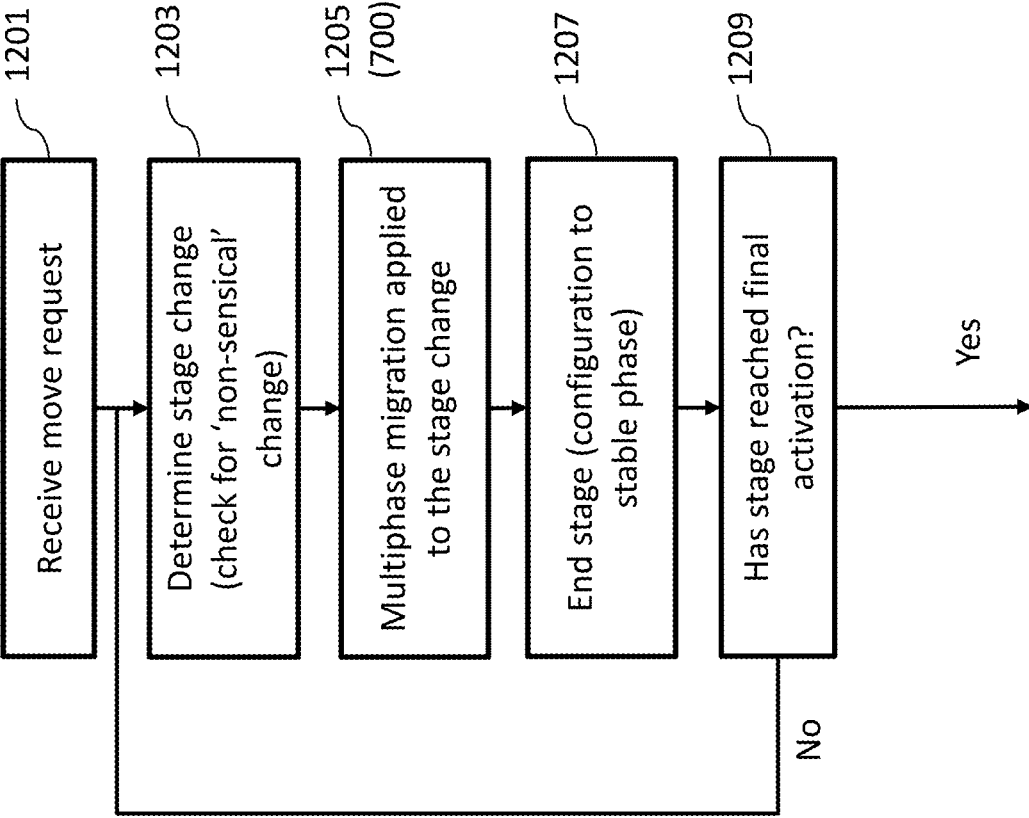 Receive move request
1201
Determine stage change
(check for ‘non-sensical’
change)
1203
Multiphase migration applied
to the stage change
1205
(700)
End stage (configuration to
stable phase)
1207
Has stage reached final
activation?
1209
No
Yes